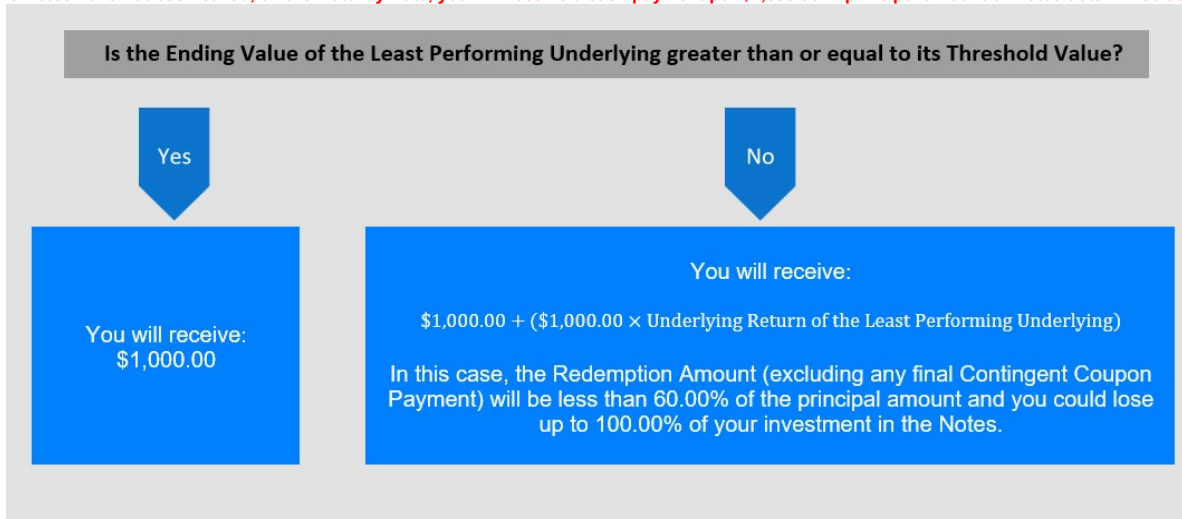 Is the Ending Value of the Least Performing Underlying greater than or equal to its Threshold Value?
Yes
No
You will receive:
$1,000.00
You will receive:
$1,000.00 + ($1,000.00 × Underlying Return of the Least Performing Underlying)
In this case, the Redemption Amount (excluding any final Contingent Coupon
Payment) will be less than 60.00% of the principal amount and you could lose
up to 100.00% of your investment in the Notes.